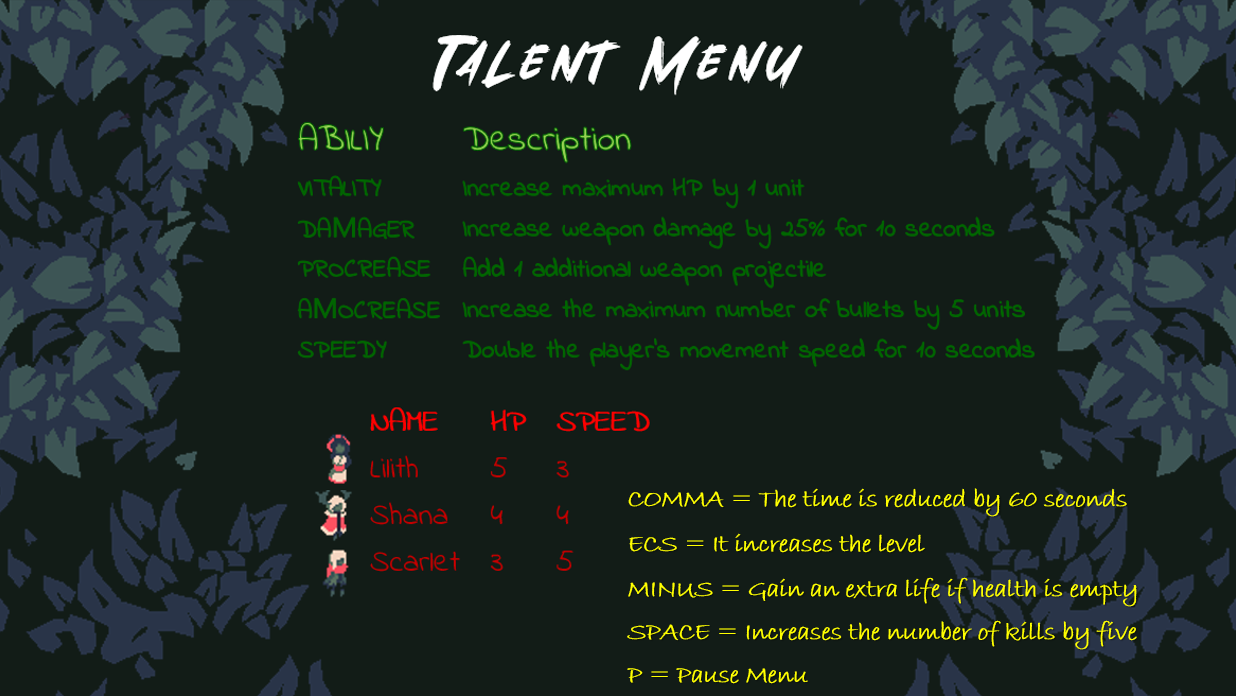 TALENT MENU
ABILIY Description
VITALITY Increase maximum HP by 1 unit
DAMAGER Increase weapon damage by 25% for 10 seconds
PROCREASE Add 1 additional weapon projectile
AMOCREASE Increase the maximum number of bullets by 5 units
SPEEDY Double the player's movement speed for 10 seconds
NAME HP SPEED
Lilith 5 3
Shana 4 4
Scarlet 3 5
COMMA = The time is reduced by 60 seconds
ECS = It increases the level
MINUS = Gain an extra life if health is empty
SPACE = Increases the number of kills by five
P = Pause Menu